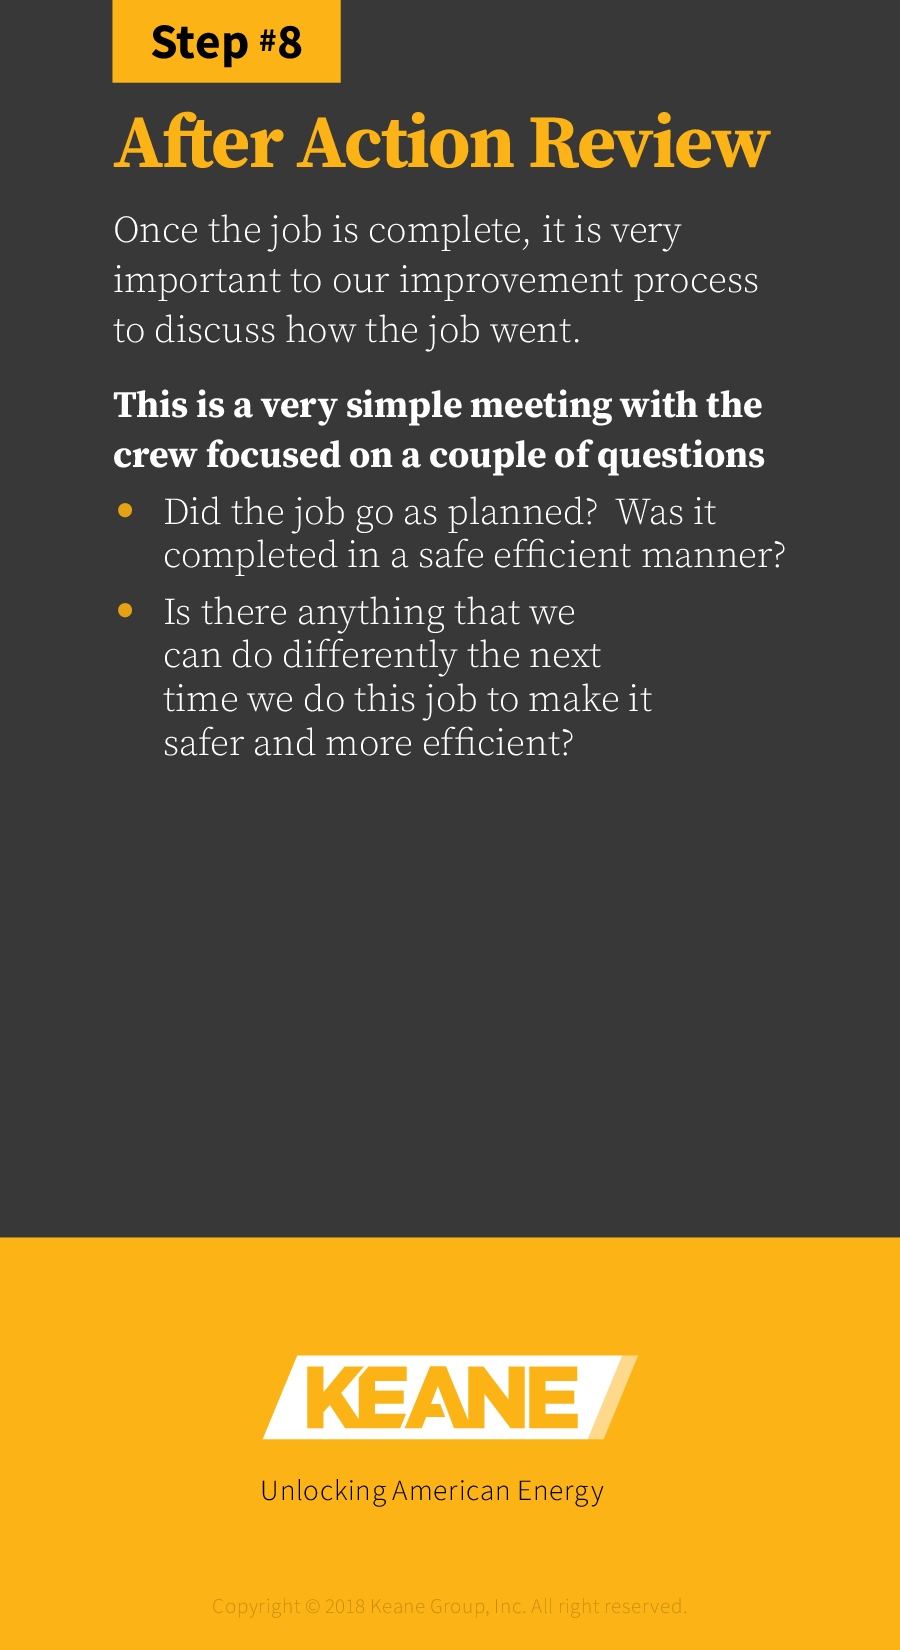 Step #8
After Action Review
Once the job is complete, it is very
important to our improvement process
to discuss how the job went.
This is a very simple meeting with the
crew focused on a couple of questions
• Did the job go as planned?  Was it
completed in a safe efficient manner?
• Is there anything that we
can do differently the next
time we do this job to make it
safer and more efficient?
KEANE
Unlocking American Energy
Copyright © 2018 Keane Group, Inc. All right reserved.